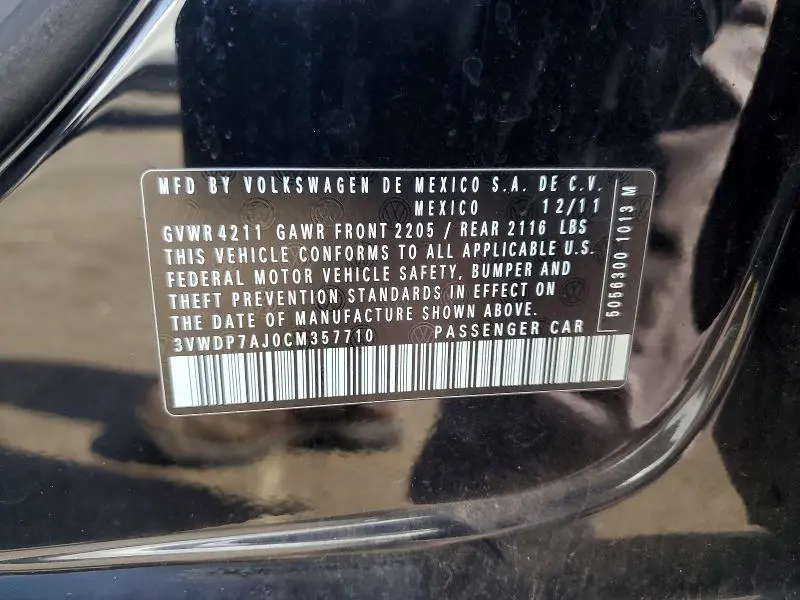 MFD BY VOLKSWAGEN DE MEXICO S.A. DE C.V.
MEXICO 12/11
GVWR 4211 GAWR FRONT 2205 / REAR 2116 LBS
THIS VEHICLE CONFORMS TO ALL APPLICABLE U.S.
FEDERAL MOTOR VEHICLE SAFETY, BUMPER AND
THEFT PREVENTION STANDARDS IN EFFECT ON
THE DATE OF MANUFACTURE SHOWN ABOVE.
3VWDP7AJ0CM357710 PASSENGER CAR
5056300 1013 M